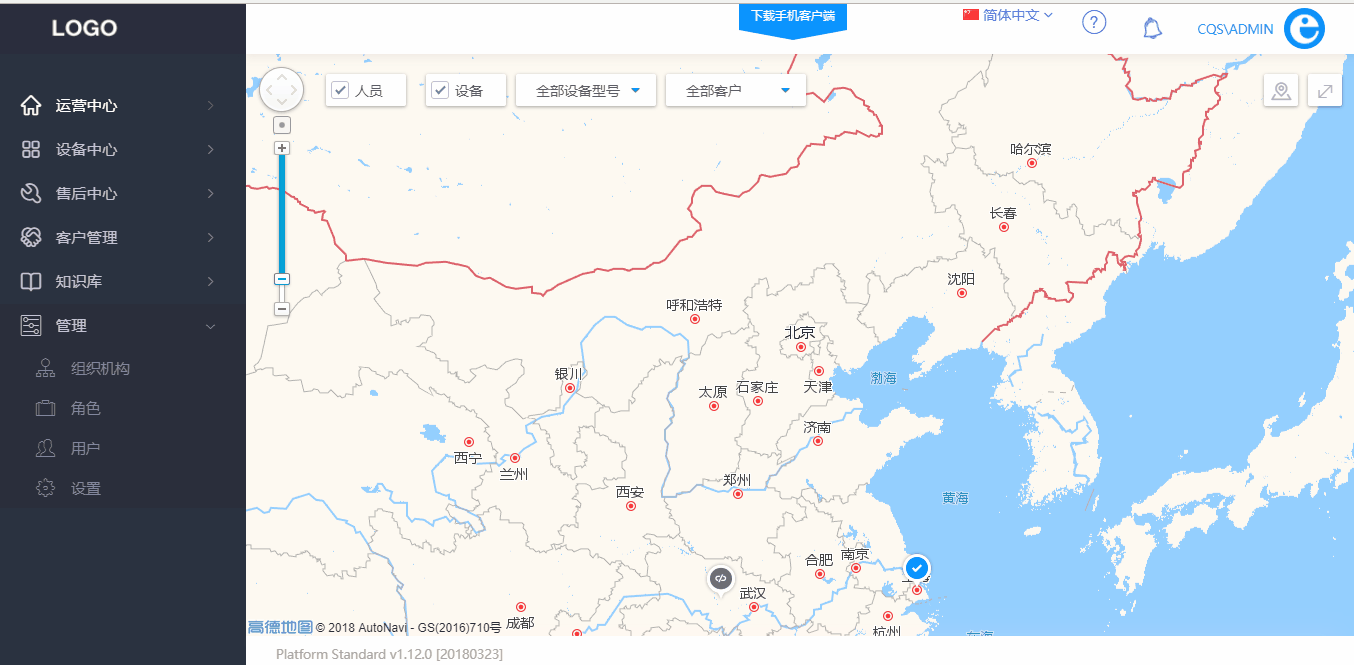 LOGO
下载手机客户端
简体中文
CQS\ADMIN
运营中心
设备中心
售后中心
客户管理
知识库
管理
组织机构
角色
用户
设置
人员
设备
全部设备型号
全部客户
哈尔滨
长春
沈阳
呼和浩特
北京
银川
天津
渤海
太原
石家庄
济南
西宁
兰州
郑州
西安
黄海
合肥
南京
武汉
成都
杭州
高德地图 © 2018 AutoNavi - GS(2016)710号
Platform Standard v1.12.0 [20180323]